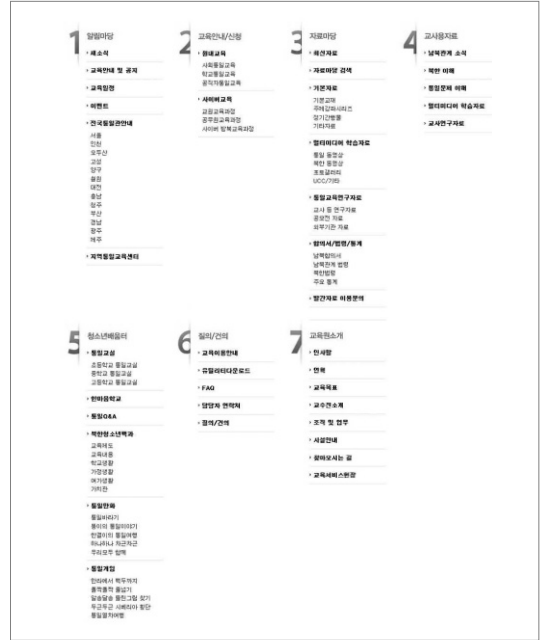 1 알림마당
새소식
교육안내 및 공지
교육일정
이벤트
전국통일관안내
서울
인천
오두산
고성
양구
철원
대전
충남
청주
부산
경남
광주
제주
지역통일교육센터
2 교육안내/신청
원내교육
사회통일교육
학교통일교육
공직자통일교육
사이버교육
교원교육과정
공무원교육과정
사이버 방북교육과정
3 자료마당
최신자료
자료마당 검색
기본자료
기본교재
주제강좌시리즈
정기간행물
기타자료
멀티미디어 학습자료
통일 동영상
북한 동영상
포토갤러리
UCC/기타
통일교육연구자료
교사 등 연구자료
공모전 자료
외부기관 자료
합의서/법령/통계
남북합의서
남북관계 법령
북한법령
주요 통계
발간자료 이용문의
4 교사용자료
남북관계 소식
북한 이해
통일문제 이해
멀티미디어 학습자료
교사연구자료
5 청소년배움터
통일교실
초등학교 통일교실
중학교 통일교실
고등학교 통일교실
한마음학교
통일Q&A
북한청소년백과
교육제도
교육내용
학교생활
가정생활
여가생활
가치관
통일만화
통일바라기
통이의 통일이야기
한결이의 통일여행
하나하나 차근차근
우리모두 함께
통일게임
한라에서 백두까지
폴짝폴짝 줄넘기
알쏭달쏭 틀린그림 찾기
두근두근 시베리아 횡단
통일열차여행
6 질의/건의
교육이용안내
유틸리티다운로드
FAQ
담당자 연락처
질의/건의
7 교육원소개
인사말
연혁
교육목표
교수진소개
조직 및 업무
시설안내
찾아오시는 길
교육서비스헌장